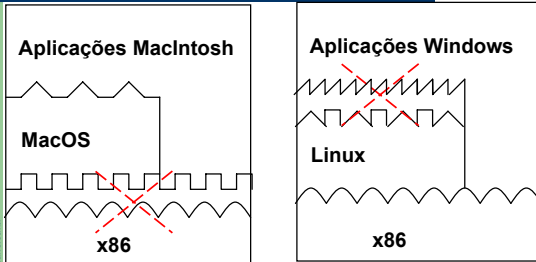 Aplicações MacIntosh
MacOS
x86
Aplicações Windows
Linux
x86